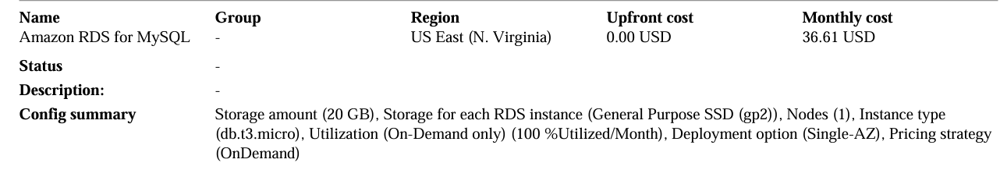 Name Group Region Upfront cost Monthly cost
Amazon RDS for MySQL - US East (N. Virginia) 0.00 USD 36.61 USD
Status -
Description: -
Config summary Storage amount (20 GB), Storage for each RDS instance (General Purpose SSD (gp2)), Nodes (1), Instance type
(db.t3.micro), Utilization (On-Demand only) (100 %Utilized/Month), Deployment option (Single-AZ), Pricing strategy
(OnDemand)